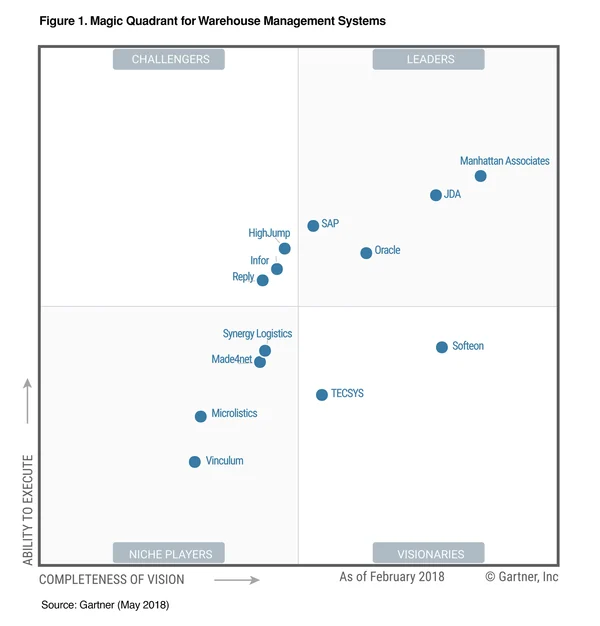 Figure 1. Magic Quadrant for Warehouse Management Systems
CHALLENGERS
LEADERS
Manhattan Associates
JDA
SAP
HighJump
Oracle
Infor
Reply
Synergy Logistics
Softeon
Made4net
TECSYS
Microlistics
Vinculum
ABILITY TO EXECUTE
NICHE PLAYERS
VISIONARIES
COMPLETENESS OF VISION
As of February 2018
© Gartner, Inc
Source: Gartner (May 2018)